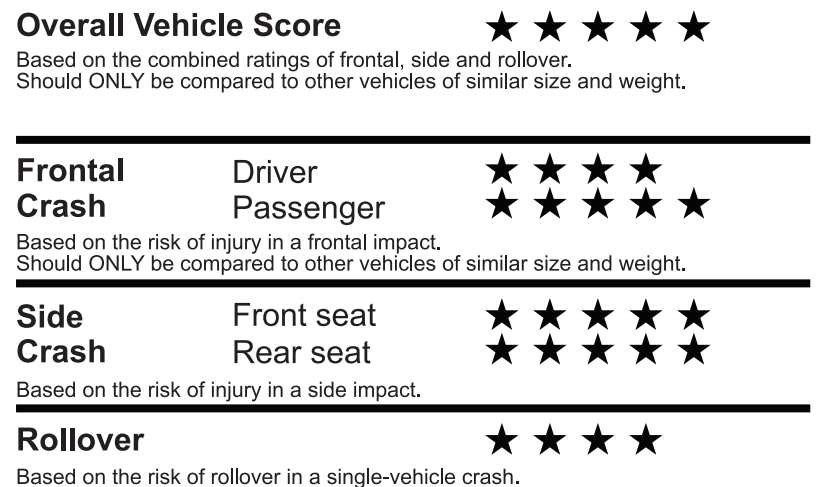 Overall Vehicle Score ★ ★ ★ ★ ★
Based on the combined ratings of frontal, side and rollover.
Should ONLY be compared to other vehicles of similar size and weight.
Frontal Driver ★ ★ ★ ★
Crash Passenger ★ ★ ★ ★ ★
Based on the risk of injury in a frontal impact.
Should ONLY be compared to other vehicles of similar size and weight.
Side Front seat ★ ★ ★ ★ ★
Crash Rear seat ★ ★ ★ ★ ★
Based on the risk of injury in a side impact.
Rollover ★ ★ ★ ★
Based on the risk of rollover in a single-vehicle crash.